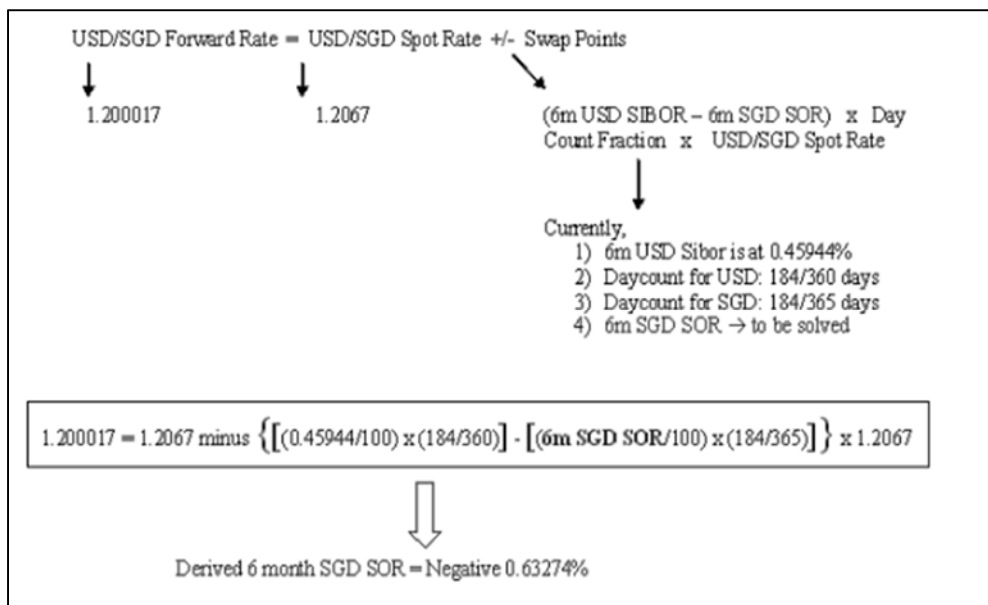 USD/SGD Forward Rate = USD/SGD Spot Rate +/- Swap Points
1.200017
1.2067
(6m USD SIBOR – 6m SGD SOR) x Day
Count Fraction x USD/SGD Spot Rate
Currently,
1) 6m USD Sibor is at 0.45944%
2) Daycount for USD: 184/360 days
3) Daycount for SGD: 184/365 days
4) 6m SGD SOR → to be solved
1.200017 = 1.2067 minus {[(0.45944/100) x (184/360)] - [(6m SGD SOR/100) x (184/365)]} x 1.2067
Derived 6 month SGD SOR = Negative 0.63274%